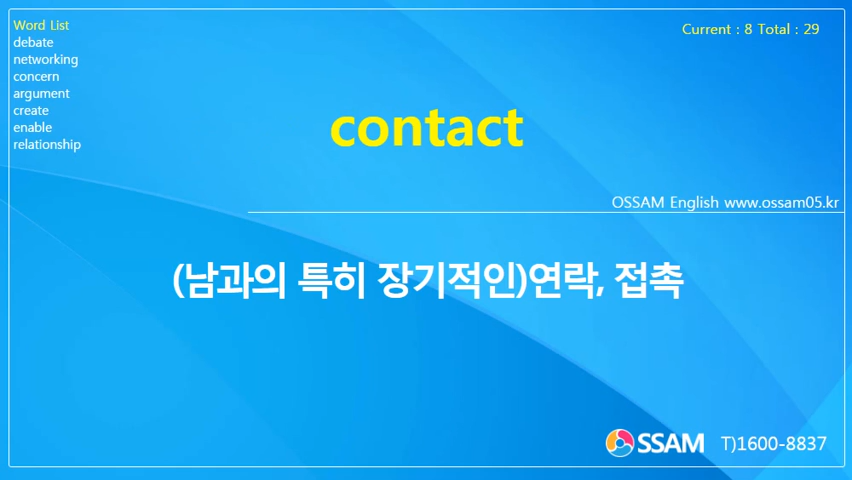 Word List
debate
networking
concern
argument
create
enable
relationship
Current : 8 Total : 29
contact
OSSAM English www.ossam05.kr
(남과의 특히 장기적인)연락, 접촉
OSSAM T)1600-8837